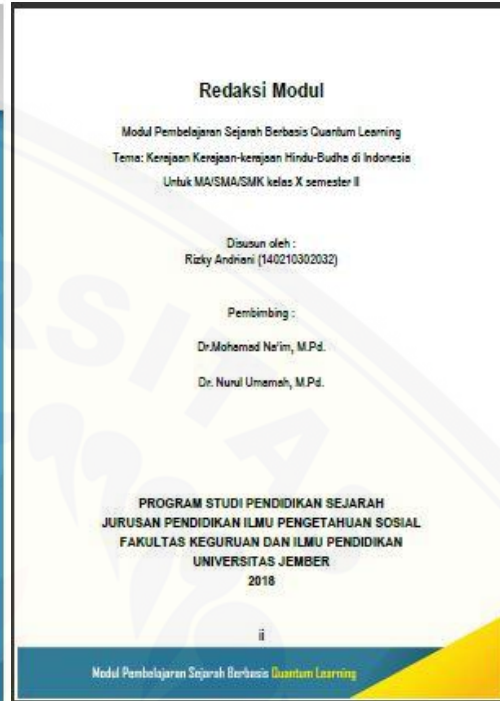 Redaksi Modul
Modul Pembelajaran Sejarah Berbasis Quantum Learning
Tema: Kerajaan Kerajaan-kerajaan Hindu-Budha di Indonesia
Untuk MA/SMA/SMK kelas X semester II
Disusun oleh :
Rizky Andriani (140210302032)
Pembimbing :
Dr.Mohamad Na'im, M.Pd.
Dr. Nurul Umamah, M.Pd.
PROGRAM STUDI PENDIDIKAN SEJARAH
JURUSAN PENDIDIKAN ILMU PENGETAHUAN SOSIAL
FAKULTAS KEGURUAN DAN ILMU PENDIDIKAN
UNIVERSITAS JEMBER
2018
ii
Modul Pembelajaran Sejarah Berbasis Quantum Learning